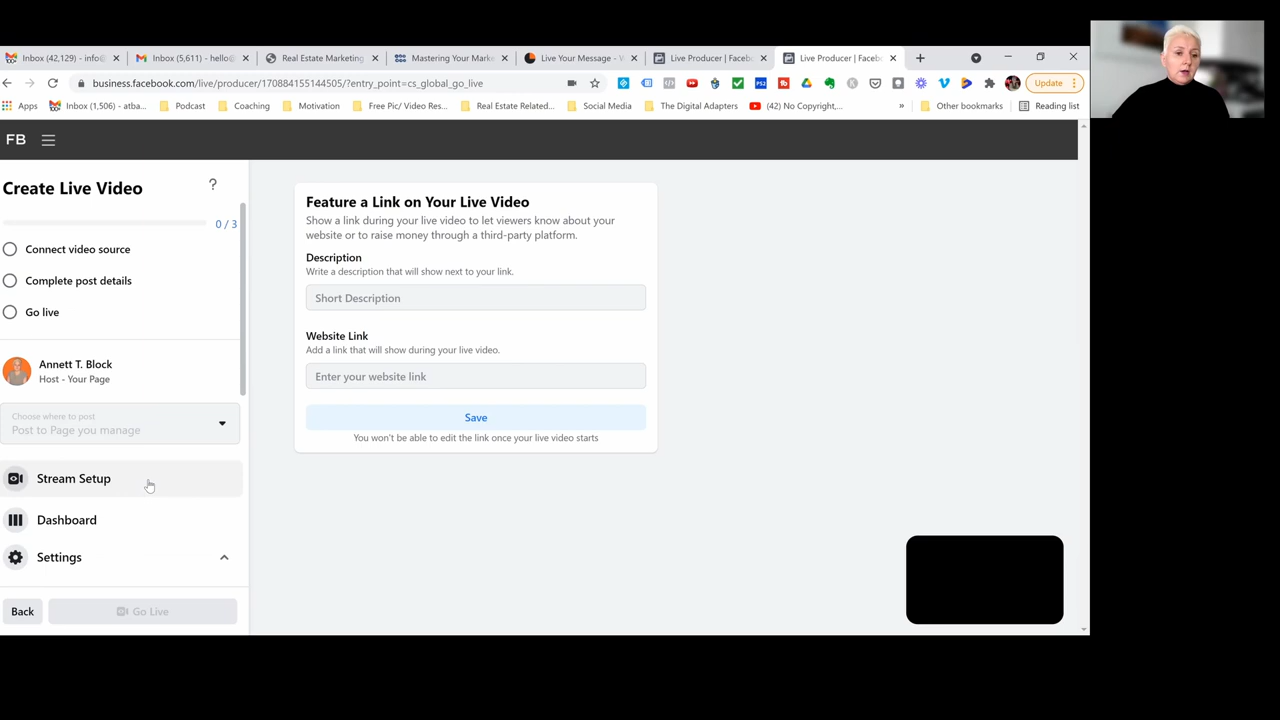 Inbox (42,129) - info@
Inbox (5,611) - hello@
Real Estate Marketing
Mastering Your Mark
Live Your Message - V
Live Producer | Facebo
Live Producer | Facebo
business.facebook.com/live/producer/170884155144505/?entry_point=cs_global_go_live
Update
Apps
Inbox (1,506) - atba...
Podcast
Coaching
Motivation
Free Pic/ Video Res...
Real Estate Related...
Social Media
The Digital Adapters
(42) No Copyright,...
»
Other bookmarks
Reading list
FB
Create Live Video
?
0 / 3
Connect video source
Complete post details
Go live
Annett T. Block
Host - Your Page
Choose where to post
Post to Page you manage
Stream Setup
Dashboard
Settings
Back
Go Live
Feature a Link on Your Live Video
Show a link during your live video to let viewers know about your
website or to raise money through a third-party platform.
Description
Write a description that will show next to your link.
Short Description
Website Link
Add a link that will show during your live video.
Enter your website link
Save
You won't be able to edit the link once your live video starts